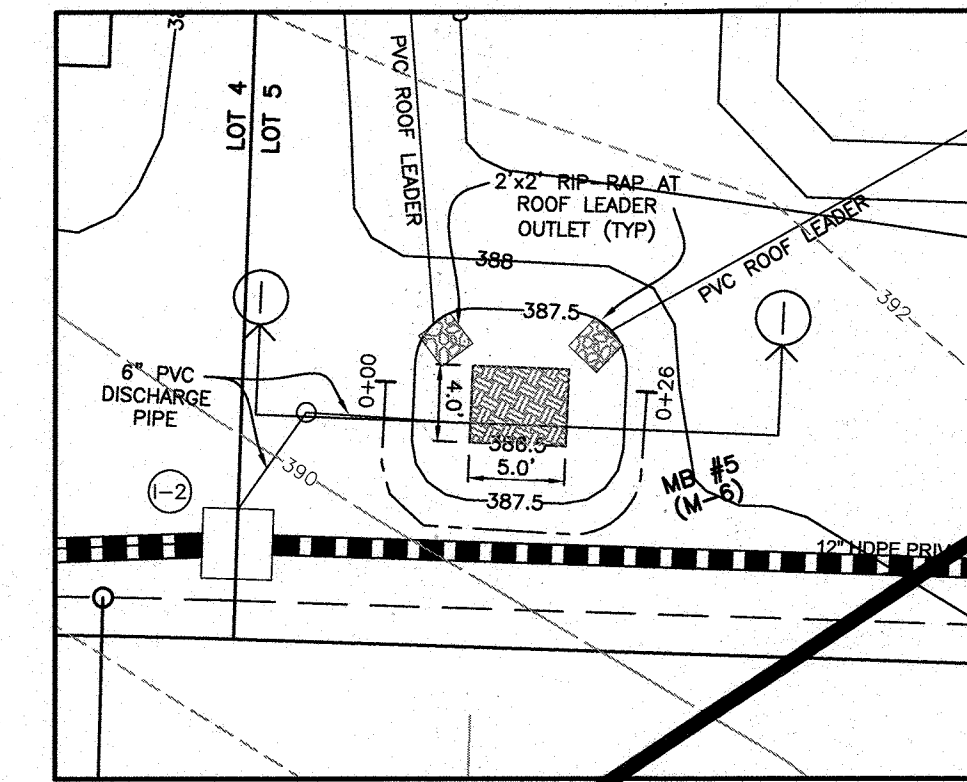 38
LOT 4
LOT 5
PVC ROOF LEADER
2'x2' RIP-RAP AT
ROOF LEADER
OUTLET (TYP)
PVC ROOF LEADER
388
387.5
392
6" PVC
DISCHARGE
PIPE
0+00
4.0'
0+26
386.5
5.0'
387.5
390
MB #5
(M-6)
I-2
12" HDPE PRIV